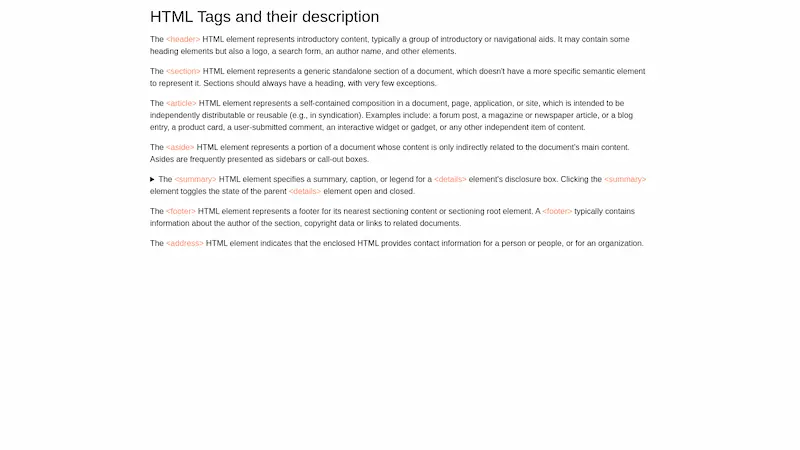 HTML Tags and their description
The <header> HTML element represents introductory content, typically a group of introductory or navigational aids. It may contain some
heading elements but also a logo, a search form, an author name, and other elements.
The <section> HTML element represents a generic standalone section of a document, which doesn't have a more specific semantic element
to represent it. Sections should always have a heading, with very few exceptions.
The <article> HTML element represents a self-contained composition in a document, page, application, or site, which is intended to be
independently distributable or reusable (e.g., in syndication). Examples include: a forum post, a magazine or newspaper article, or a blog
entry, a product card, a user-submitted comment, an interactive widget or gadget, or any other independent item of content.
The <aside> HTML element represents a portion of a document whose content is only indirectly related to the document's main content.
Asides are frequently presented as sidebars or call-out boxes.
The <summary> HTML element specifies a summary, caption, or legend for a <details> element's disclosure box. Clicking the <summary>
element toggles the state of the parent <details> element open and closed.
The <footer> HTML element represents a footer for its nearest sectioning content or sectioning root element. A <footer> typically contains
information about the author of the section, copyright data or links to related documents.
The <address> HTML element indicates that the enclosed HTML provides contact information for a person or people, or for an organization.